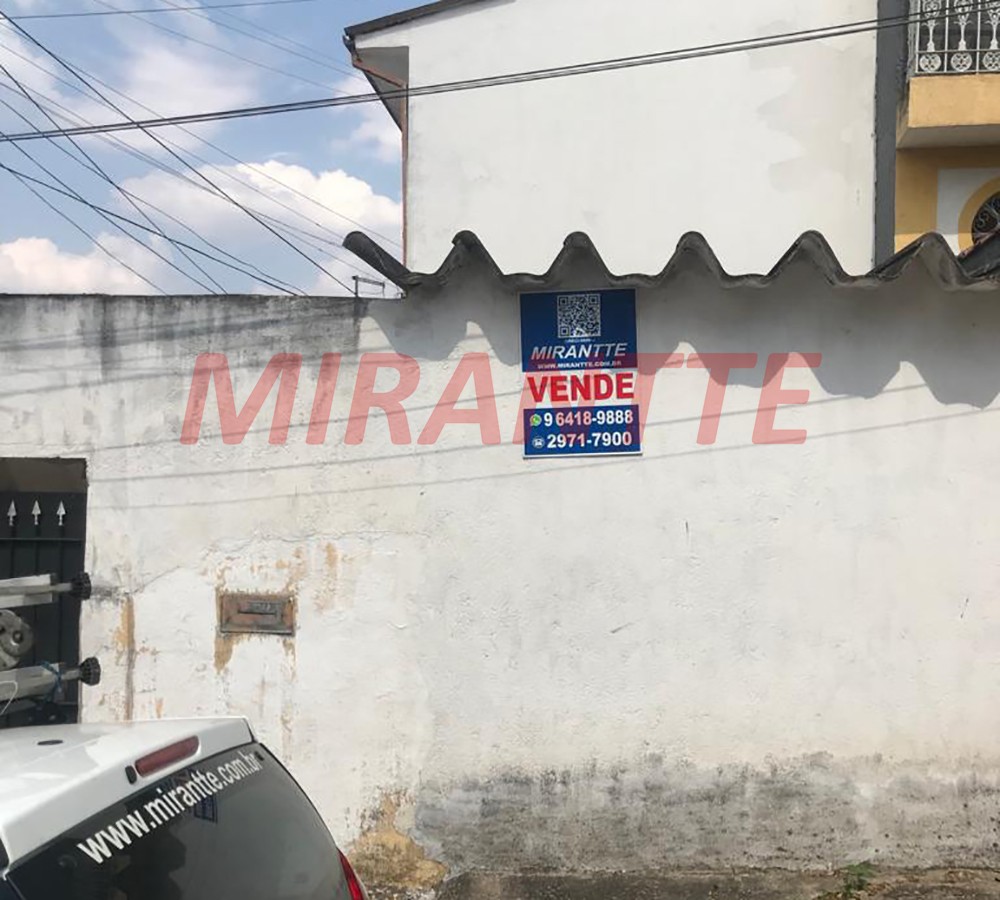 MIRANTTE
WWW.MIRANTTE.COM.BR
VENDE
9 6418-9888
2971-7900
MIRANTTE
www.mirantte.com.br